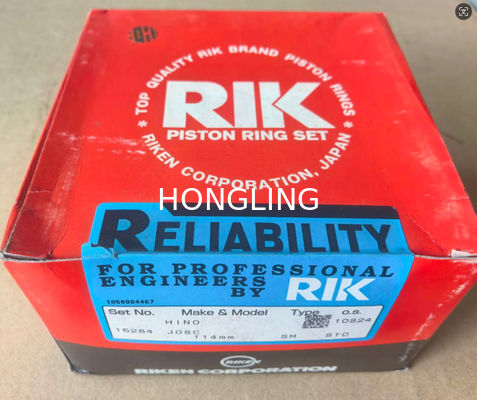 * TOP QUALITY RIK BRAND PISTON RINGS *
RIK
PISTON RING SET
RIKEN CORPORATION, JAPAN
HONGLING
RELIABILITY
FOR PROFESSIONAL
ENGINEERS
BY RIK
1058004467
Set No. Make & Model Type o.s.
HINO 10824
15284 J08C SM STD
114mm
RIKEN
RIKEN CORPORATION